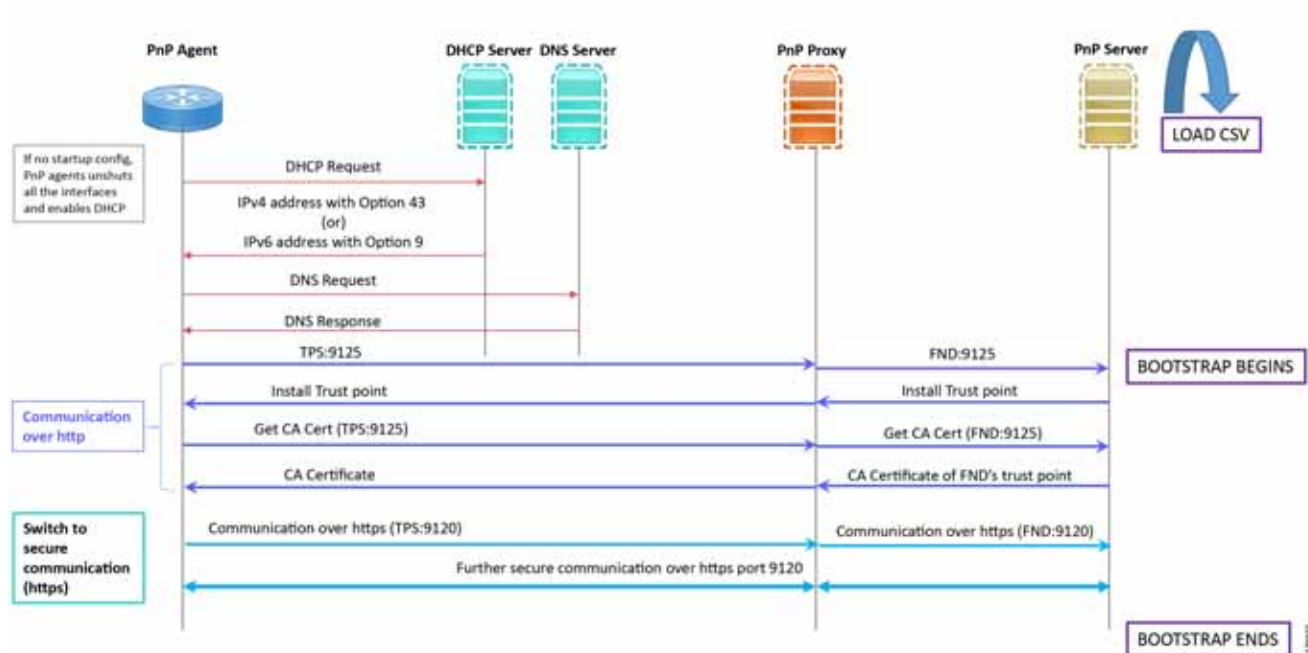 PnP Agent
DHCP Server
DNS Server
PnP Proxy
PnP Server
LOAD CSV
If no startup config,
PnP agents unshuts
all the interfaces
and enables DHCP
DHCP Request
IPv4 address with Option 43
(or)
IPv6 address with Option 9
DNS Request
DNS Response
TPS:9125
FND:9125
BOOTSTRAP BEGINS
Install Trust point
Install Trust point
Communication
over http
Get CA Cert (TPS:9125)
Get CA Cert (FND:9125)
CA Certificate
CA Certificate of FND's trust point
Switch to
secure
communication
(https)
Communication over https (TPS:9120)
Communication over https (FND:9120)
Further secure communication over https port 9120
BOOTSTRAP ENDS